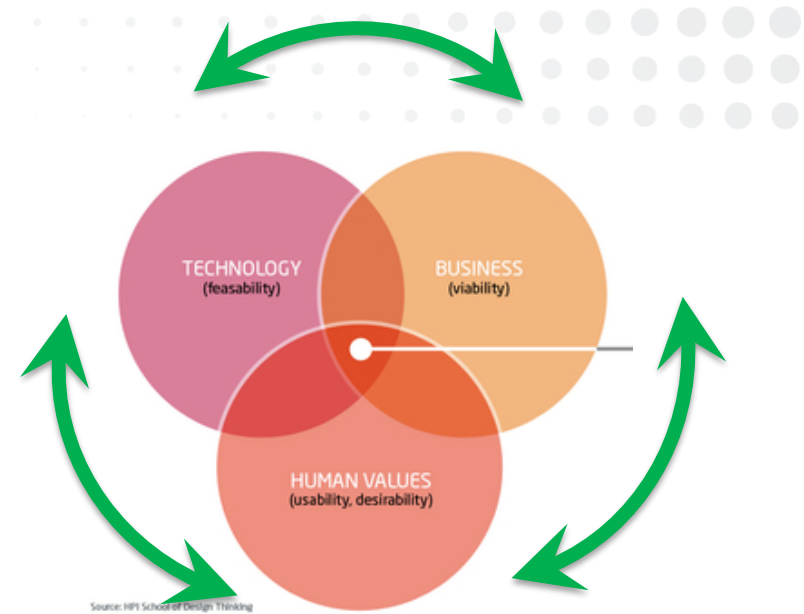 TECHNOLOGY
(feasability)
BUSINESS
(viability)
HUMAN VALUES
(usability, desirability)
Source: HPI School of Design Thinking